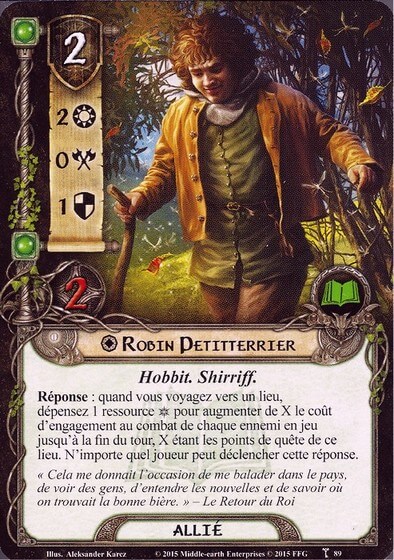 2
2
0
1
2
ROBIN PETITTERRIER
Hobbit. Shirriff.
Réponse : quand vous voyagez vers un lieu,
dépensez 1 ressource pour augmenter de X le coût
d'engagement au combat de chaque ennemi en jeu
jusqu'à la fin du tour, X étant les points de quête de ce
lieu. N'importe quel joueur peut déclencher cette réponse.
« Cela me donnait l'occasion de me balader dans le pays,
de voir des gens, d'entendre les nouvelles et de savoir où
on trouvait la bonne bière. » – Le Retour du Roi
ALLIÉ
Illus. Aleksander Karcz © 2015 Middle-earth Enterprises © 2015 FFG 89